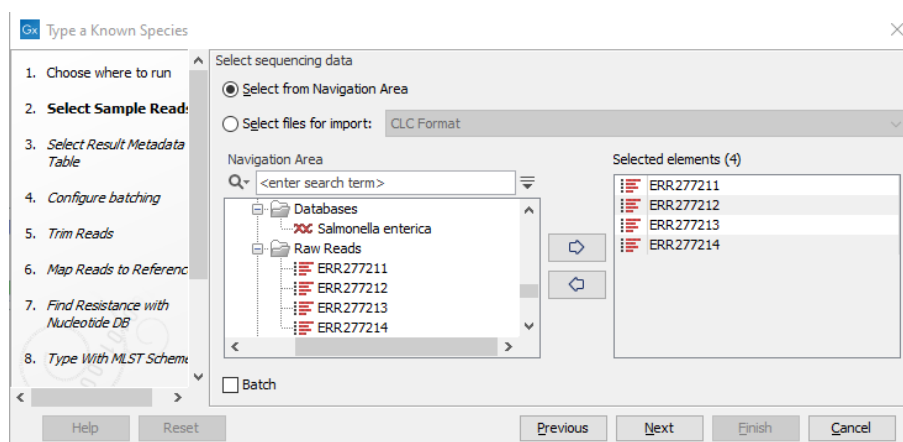 Gx Type a Known Species
1. Choose where to run
2. Select Sample Reads
3. Select Result Metadata
Table
4. Configure batching
5. Trim Reads
6. Map Reads to Referenc
7. Find Resistance with
Nucleotide DB
8. Type With MLST Scheme
Select sequencing data
Select from Navigation Area
Select files for import: CLC Format
Navigation Area
<enter search term>
Databases
Salmonella enterica
Raw Reads
ERR277211
ERR277212
ERR277213
ERR277214
Selected elements (4)
ERR277211
ERR277212
ERR277213
ERR277214
Batch
Help Reset Previous Next Finish Cancel